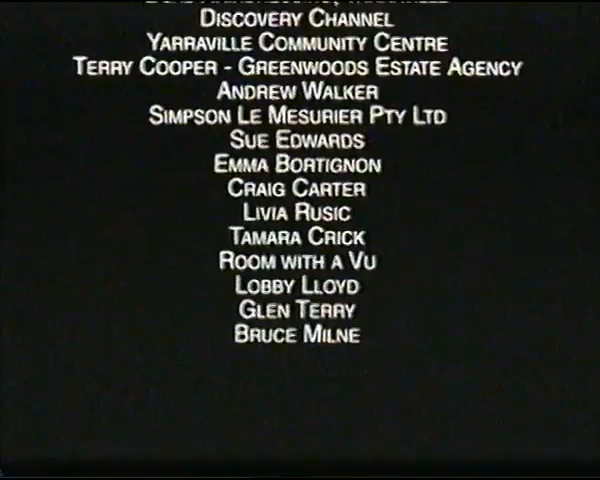 Discovery Channel
Yarraville Community Centre
Terry Cooper - Greenwoods Estate Agency
Andrew Walker
Simpson Le Mesurier Pty Ltd
Sue Edwards
Emma Bortignon
Craig Carter
Livia Rusic
Tamara Crick
Room with a Vu
Lobby Lloyd
Glen Terry
Bruce Milne